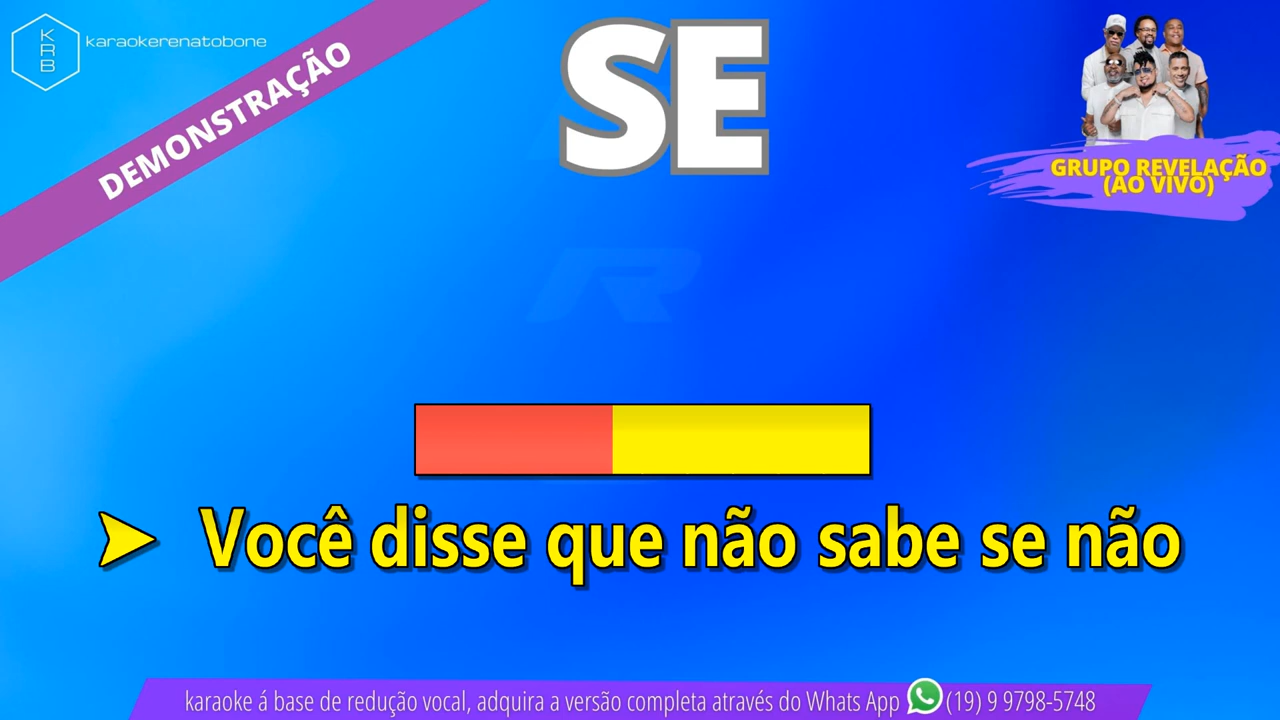 KRB
karaokerenatobone
DEMONSTRAÇÃO
SE
GRUPO REVELAÇÃO
(AO VIVO)
R
Você disse que não sabe se não
karaoke á base de redução vocal, adquira a versão completa através do Whats App (19) 9 9798-5748